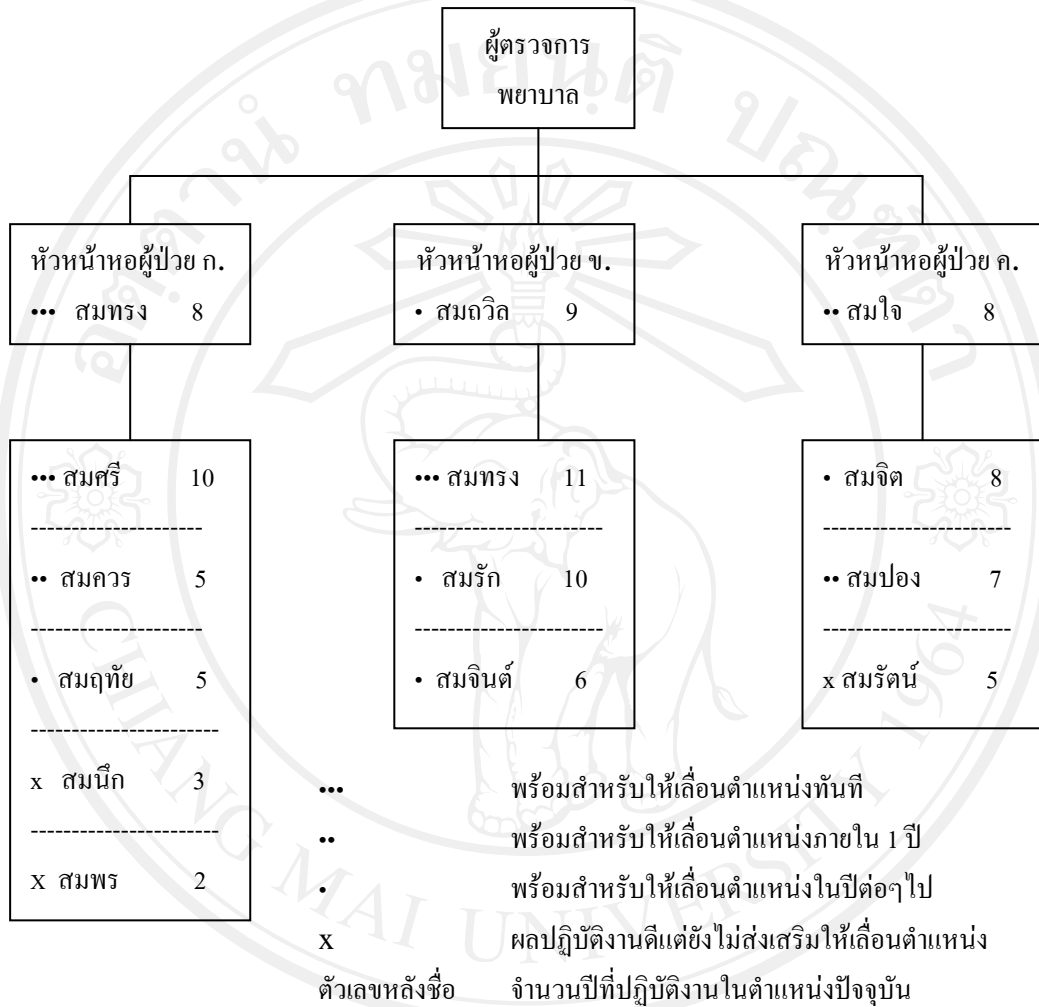 ผู้ตรวจการ
พยาบาล
หัวหน้าหอผู้ป่วย ก.
••• สมทรง 8
หัวหน้าหอผู้ป่วย ข.
• สมถวิล 9
หัวหน้าหอผู้ป่วย ค.
•• สมใจ 8
••• สมศรี 10
-----------------------
•• สมควร 5
-----------------------
• สมฤทัย 5
-------------------------
x สมนึก 3
-------------------------
X สมพร 2
••• สมทรง 11
-------------------------
• สมรัก 10
-------------------------
• สมจินต์ 6
• สมจิต 8
-------------------------
•• สมปอง 7
-------------------------
x สมรัตน์ 5
••• พร้อมสำหรับให้เลื่อนตำแหน่งทันที
•• พร้อมสำหรับให้เลื่อนตำแหน่งภายใน 1 ปี
• พร้อมสำหรับให้เลื่อนตำแหน่งในปีต่อๆไป
x ผลปฏิบัติงานดีแต่ยังไม่ส่งเสริมให้เลื่อนตำแหน่ง
ตัวเลขหลังชื่อ จำนวนปีที่ปฏิบัติงานในตำแหน่งปัจจุบัน
CHIANG MAI UNIVERSITY 1964